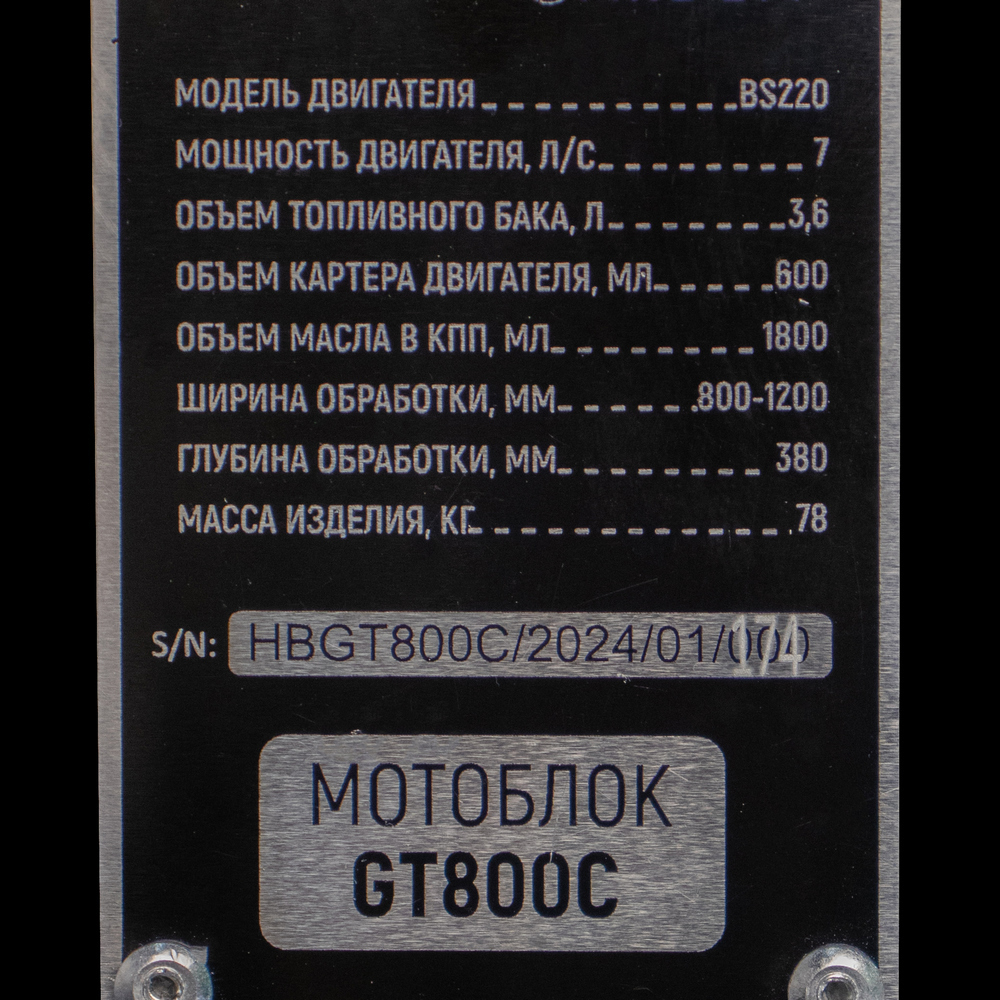 МОДЕЛЬ ДВИГАТЕЛЯ BS220
МОЩНОСТЬ ДВИГАТЕЛЯ, Л/С 7
ОБЪЕМ ТОПЛИВНОГО БАКА, Л 3,6
ОБЪЕМ КАРТЕРА ДВИГАТЕЛЯ, МЛ 600
ОБЪЕМ МАСЛА В КПП, МЛ 1800
ШИРИНА ОБРАБОТКИ, ММ 800-1200
ГЛУБИНА ОБРАБОТКИ, ММ 380
МАССА ИЗДЕЛИЯ, КГ 78
S/N: HBGT800C/2024/01/000
174
МОТОБЛОК
GT800C